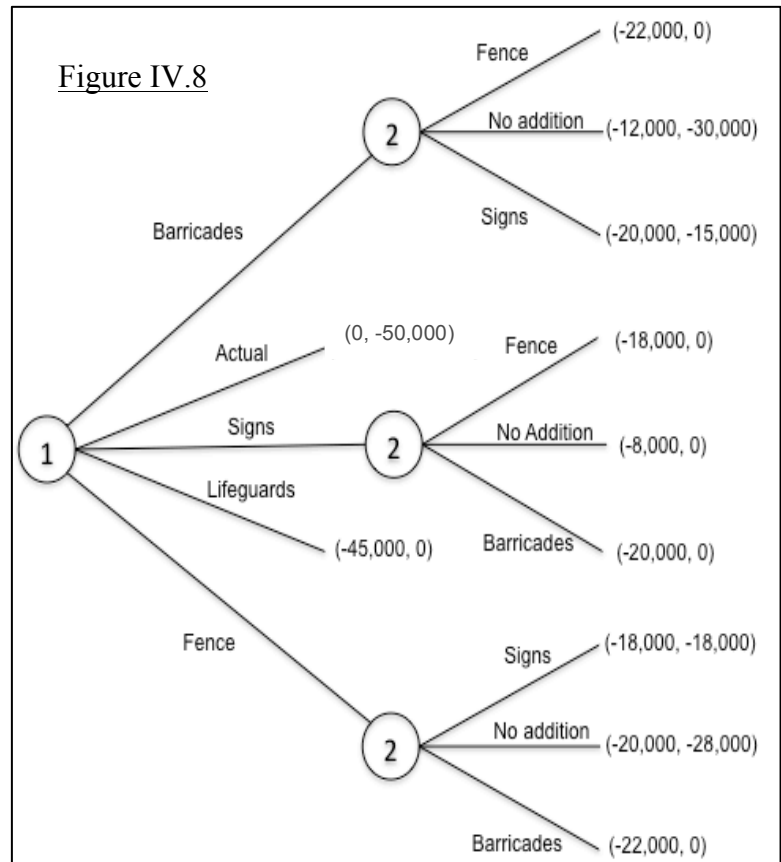 Figure IV.8
Fence
(-22,000, 0)
2
No addition
(-12,000, -30,000)
Signs
(-20,000, -15,000)
Barricades
Actual
(0, -50,000)
Fence
(-18,000, 0)
1
Signs
2
No Addition
(-8,000, 0)
Lifeguards
(-45,000, 0)
Barricades
(-20,000, 0)
Fence
Signs
(-18,000, -18,000)
2
No addition
(-20,000, -28,000)
Barricades
(-22,000, 0)